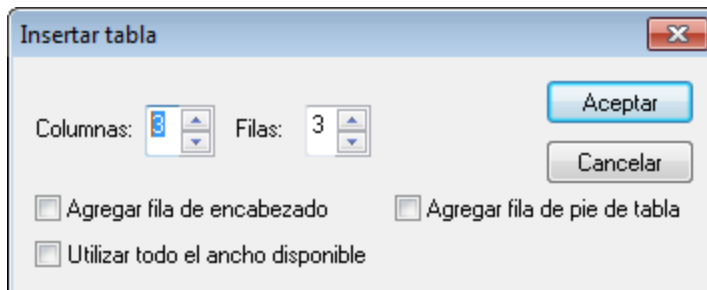 Insertar tabla
Columnas: 3 Filas: 3 Aceptar
Cancelar
Agregar fila de encabezado Agregar fila de pie de tabla
Utilizar todo el ancho disponible